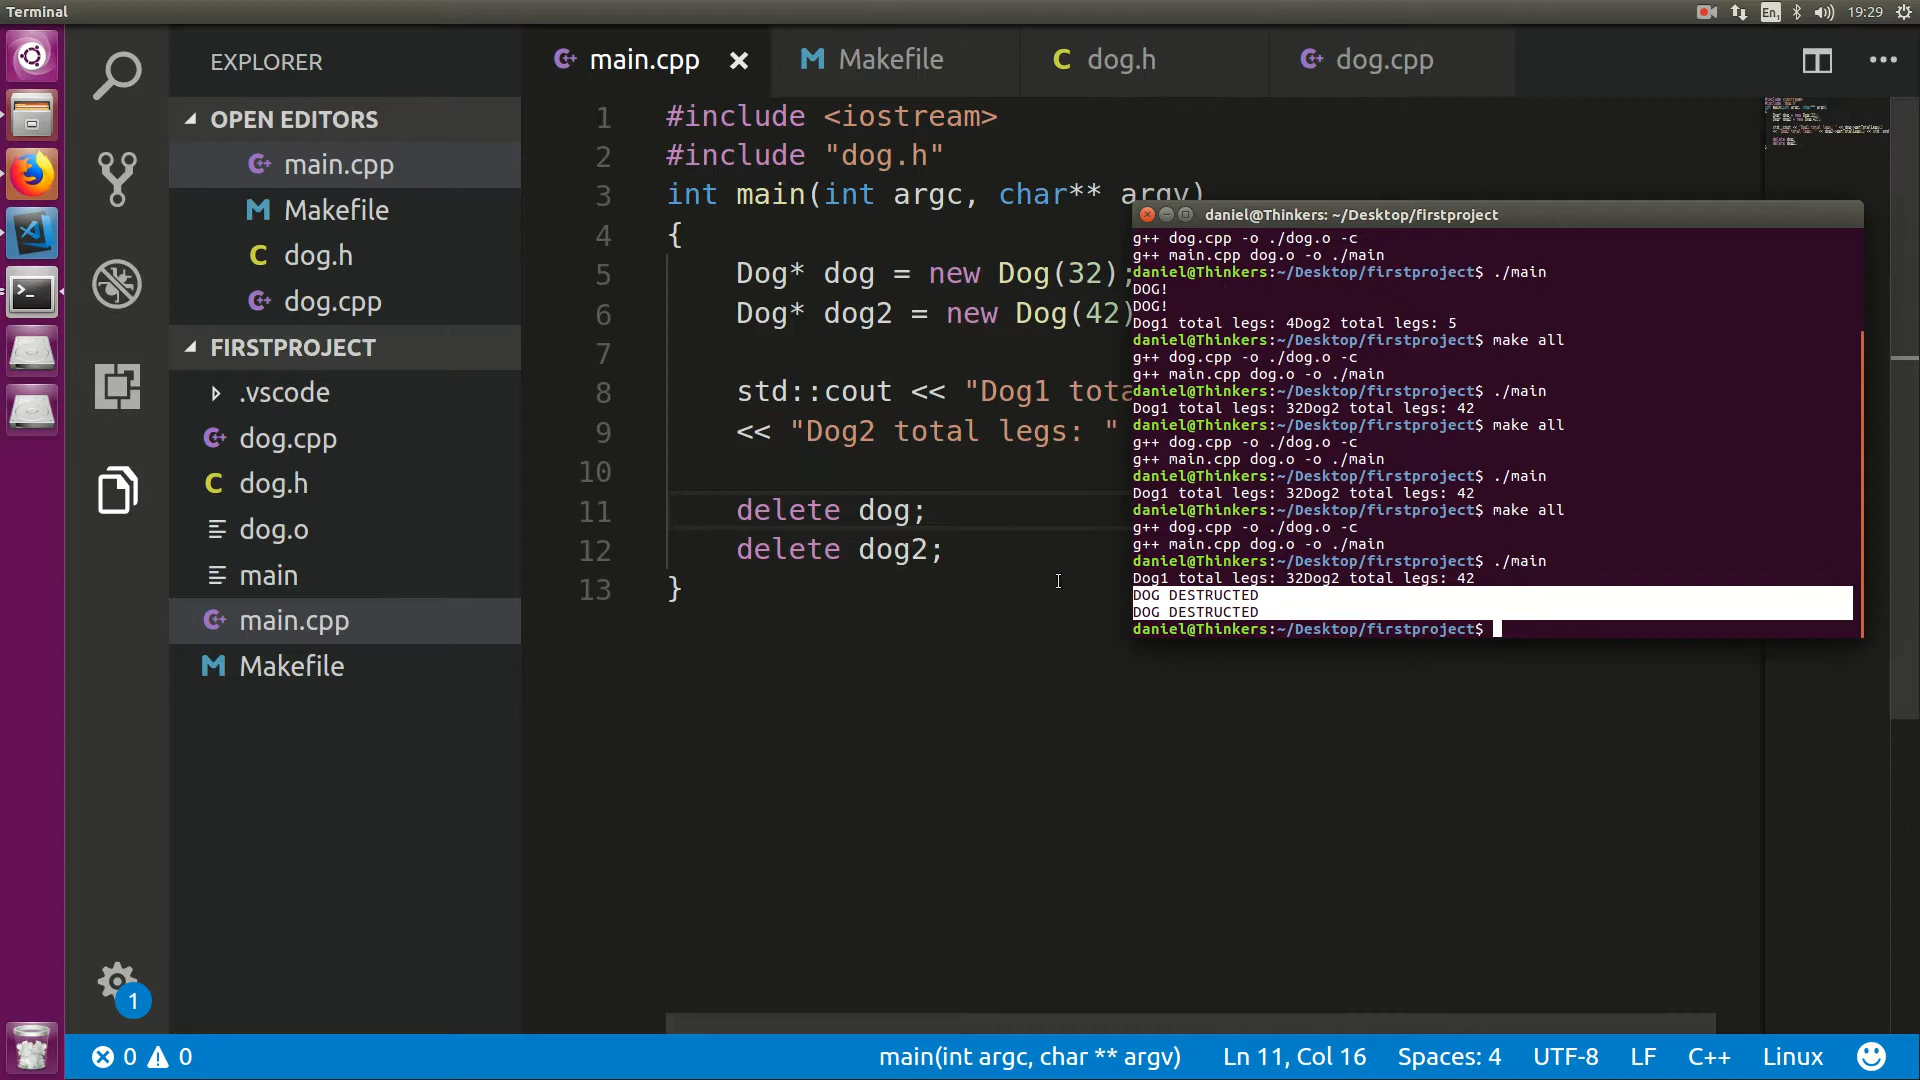 Terminal
En
19:29
EXPLORER
OPEN EDITORS
main.cpp
Makefile
dog.h
dog.cpp
FIRSTPROJECT
.vscode
dog.cpp
dog.h
dog.o
main
main.cpp
Makefile
1
main.cpp
Makefile
dog.h
dog.cpp
1 #include <iostream>
2 #include "dog.h"
3 int main(int argc, char** argv)
4 {
5 Dog* dog = new Dog(32);
6 Dog* dog2 = new Dog(42)
7
8 std::cout << "Dog1 tota
9 << "Dog2 total legs: "
10
11 delete dog;
12 delete dog2;
13 }
daniel@Thinkers: ~/Desktop/firstproject
g++ dog.cpp -o ./dog.o -c
g++ main.cpp dog.o -o ./main
daniel@Thinkers:~/Desktop/firstproject$ ./main
DOG!
DOG!
Dog1 total legs: 4Dog2 total legs: 5
daniel@Thinkers:~/Desktop/firstproject$ make all
g++ dog.cpp -o ./dog.o -c
g++ main.cpp dog.o -o ./main
daniel@Thinkers:~/Desktop/firstproject$ ./main
Dog1 total legs: 32Dog2 total legs: 42
daniel@Thinkers:~/Desktop/firstproject$ make all
g++ dog.cpp -o ./dog.o -c
g++ main.cpp dog.o -o ./main
daniel@Thinkers:~/Desktop/firstproject$ ./main
Dog1 total legs: 32Dog2 total legs: 42
daniel@Thinkers:~/Desktop/firstproject$ make all
g++ dog.cpp -o ./dog.o -c
g++ main.cpp dog.o -o ./main
daniel@Thinkers:~/Desktop/firstproject$ ./main
Dog1 total legs: 32Dog2 total legs: 42
DOG DESTRUCTED
DOG DESTRUCTED
daniel@Thinkers:~/Desktop/firstproject$
0 0
main(int argc, char ** argv)
Ln 11, Col 16
Spaces: 4
UTF-8
LF
C++
Linux